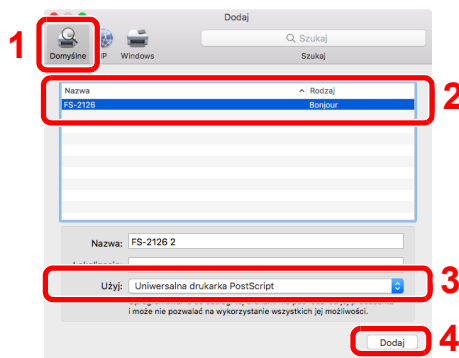 Dodaj
1
Domyślne IP Windows
Szukaj
Szukaj
2
Nazwa Rodzaj
FS-2126 Bonjour
Nazwa: FS-2126 2
Użyj: Uniwersalna drukarka PostScript
3
i może nie pozwalać na wykorzystanie wszystkich jej możliwości.
Dodaj
4